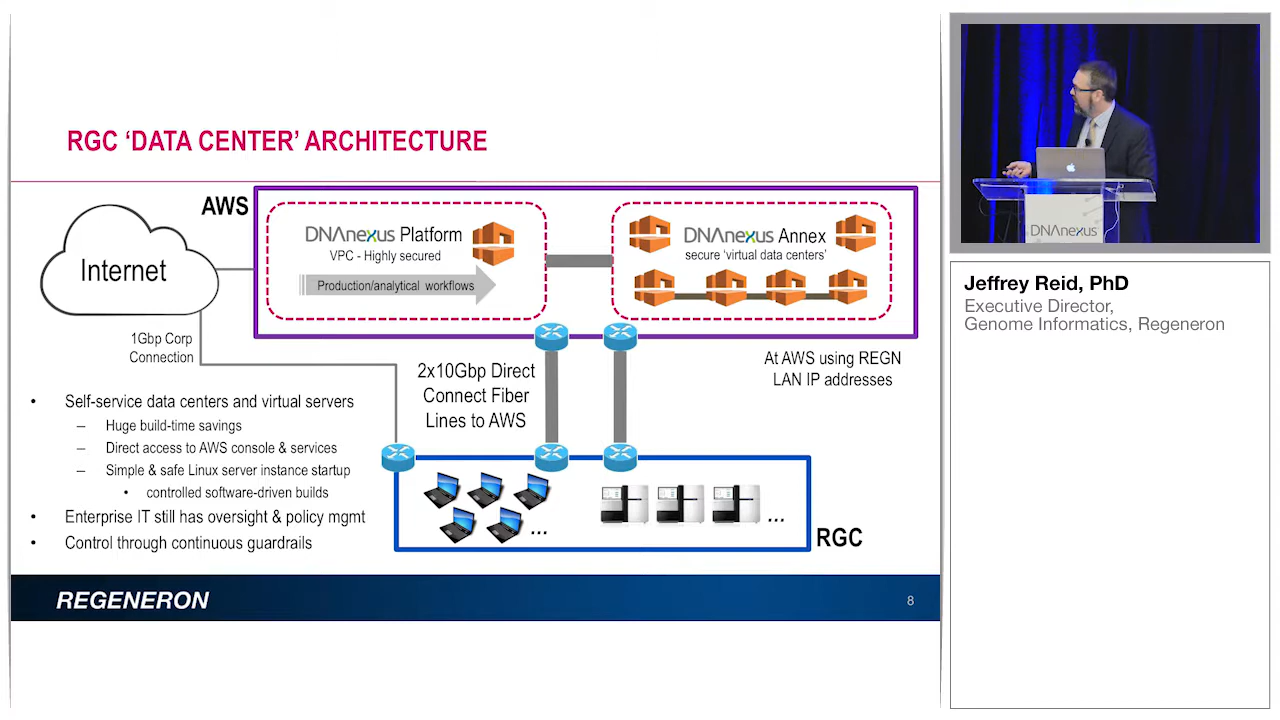 RGC ‘DATA CENTER’ ARCHITECTURE
AWS
Internet
DNAnexus Platform
VPC - Highly secured
Production/analytical workflows
DNAnexus Annex
secure ‘virtual data centers’
1Gbp Corp
Connection
2x10Gbp Direct
Connect Fiber
Lines to AWS
At AWS using REGN
LAN IP addresses
• Self-service data centers and virtual servers
– Huge build-time savings
– Direct access to AWS console & services
– Simple & safe Linux server instance startup
• controlled software-driven builds
• Enterprise IT still has oversight & policy mgmt
• Control through continuous guardrails
...
...
RGC
REGENERON
8
DNAnexus
Jeffrey Reid, PhD
Executive Director,
Genome Informatics, Regeneron